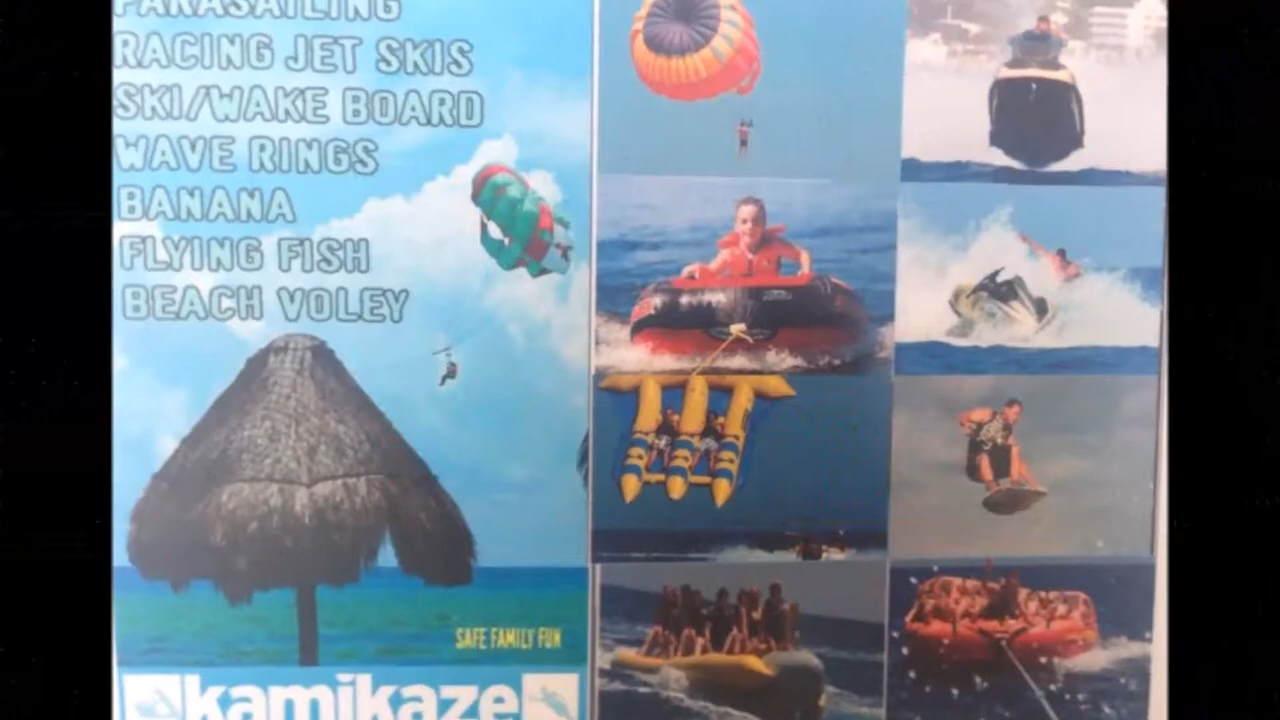 PARASAILING
RACING JET SKIS
SKI/WAKE BOARD
WAVE RINGS
BANANA
FLYING FISH
BEACH VOLEY
SAFE FAMILY FUN
kamikaze